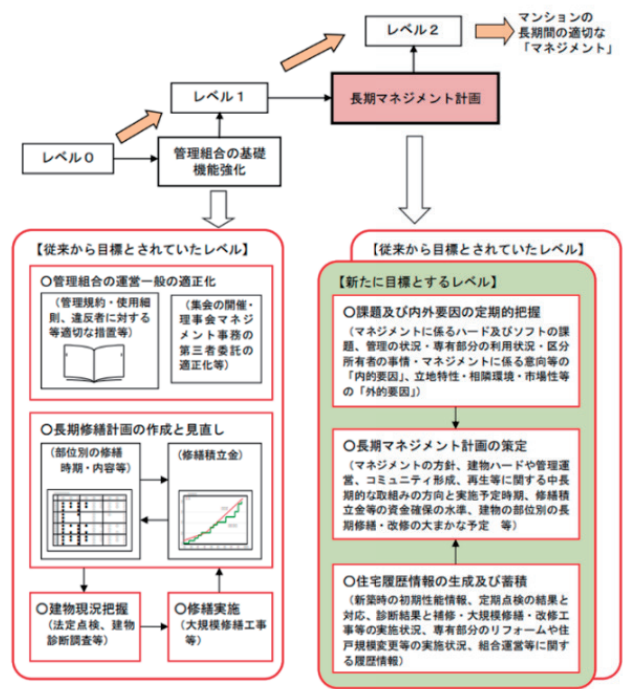 マンションの
長期間の適切な
「マネジメント」
レベル2
レベル1
長期マネジメント計画
レベル0
管理組合の基礎
機能強化
【従来から目標とされていたレベル】
○管理組合の運営一般の適正化
(管理規約・使用細
則、違反者に対する
等適切な措置等)
(集会の開催・
理事会マネジ
メント事務の
第三者委託の
適正化等)
○長期修繕計画の作成と見直し
(部位別の修繕
時期・内容等)
(修繕積立金)
○建物現況把握
(法定点検、建物
診断調査等)
○修繕実施
(大規模修繕工事
等)
【従来から目標とされていたレベル】
【新たに目標とするレベル】
○課題及び内外要因の定期的把握
(マネジメントに係るハード及びソフトの課
題、管理の状況・専有部分の利用状況・区分
所有者の事情・マネジメントに係る意向等の
「内的要因」、立地特性・相隣環境・市場性等
の「外的要因」)
○長期マネジメント計画の策定
(マネジメントの方針、建物ハードや管理運
営、コミュニティ形成、再生等に関する中長
期的な取組みの方向と実施予定時期、修繕積
立金等の資金確保の水準、建物の部位別の長
期修繕・改修の大まかな予定 等)
○住宅履歴情報の生成及び蓄積
(新築時の初期性能情報、定期点検の結果と
対応、診断結果と補修・大規模修繕・改修工
事等の実施状況、専有部分のリフォームや住
戸規模変更等の実施状況、組合運営等に関す
る履歴情報)